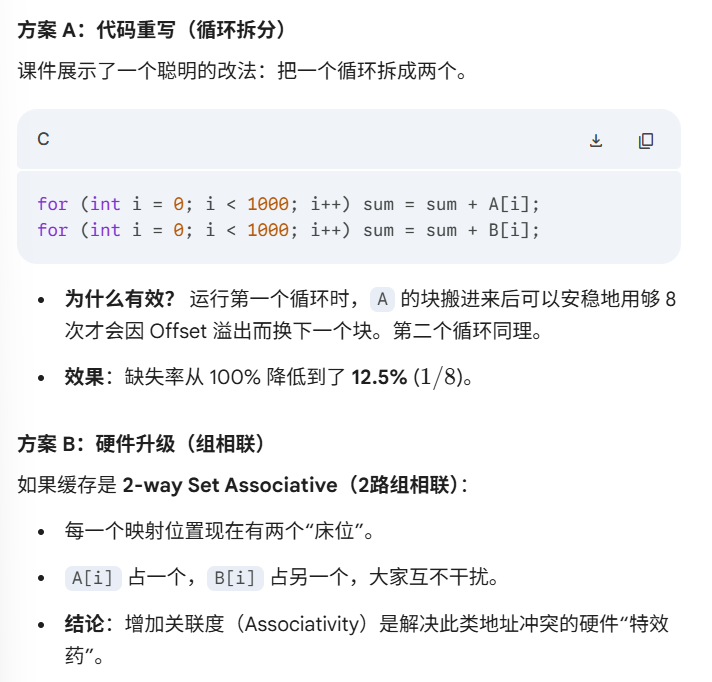 方案 A：代码重写（循环拆分）
课件展示了一个聪明的改法：把一个循环拆成两个。
C
for (int i = 0; i < 1000; i++) sum = sum + A[i];
for (int i = 0; i < 1000; i++) sum = sum + B[i];
• 为什么有效？ 运行第一个循环时，A 的块搬进来后可以安稳地用够 8
次才会因 Offset 溢出而换下一个块。第二个循环同理。
• 效果：缺失率从 100% 降低到了 12.5% (1/8)。
方案 B：硬件升级（组相联）
如果缓存是 2-way Set Associative（2路组相联）：
• 每一个映射位置现在有两个“床位”。
• A[i] 占一个，B[i] 占另一个，大家互不干扰。
• 结论：增加关联度（Associativity）是解决此类地址冲突的硬件“特效
药”。